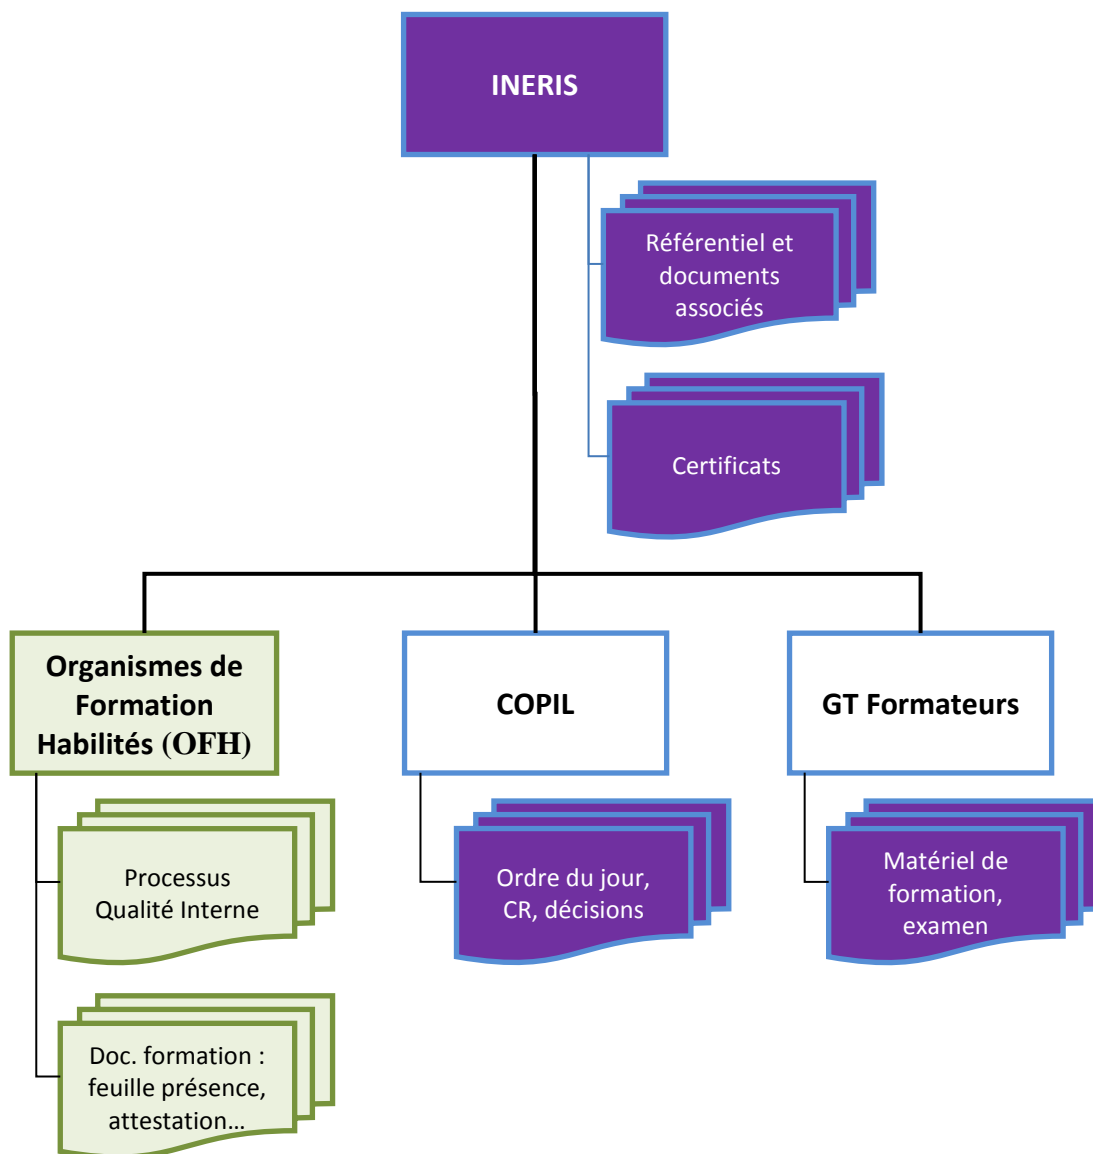 INERIS
Référentiel et
documents
associés
Certificats
Organismes de
Formation
Habilités (OFH)
COPIL
GT Formateurs
Processus
Qualité Interne
Ordre du jour,
CR, décisions
Matériel de
formation,
examen
Doc. formation :
feuille présence,
attestation…